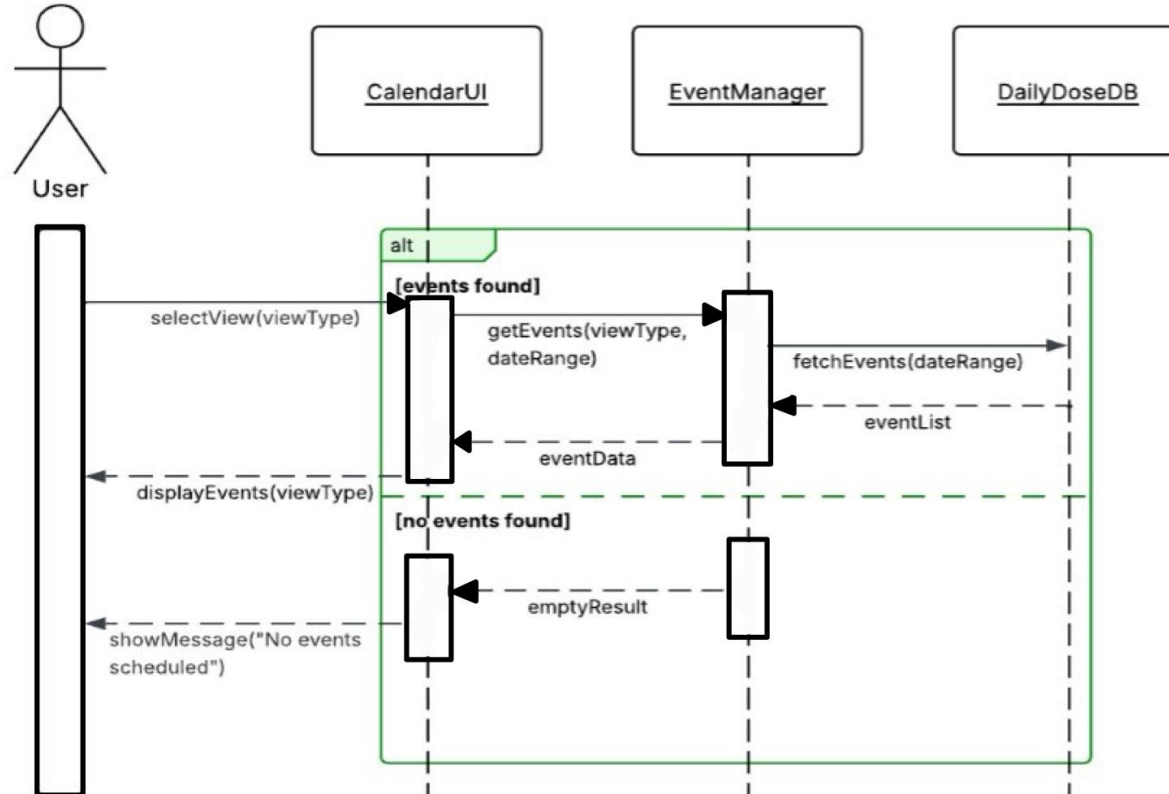 CalendarUI
EventManager
DailyDoseDB
User
alt
[events found]
selectView(viewType)
getEvents(viewType,
dateRange)
fetchEvents(dateRange)
eventList
eventData
displayEvents(viewType)
[no events found]
emptyResult
showMessage("No events
scheduled")